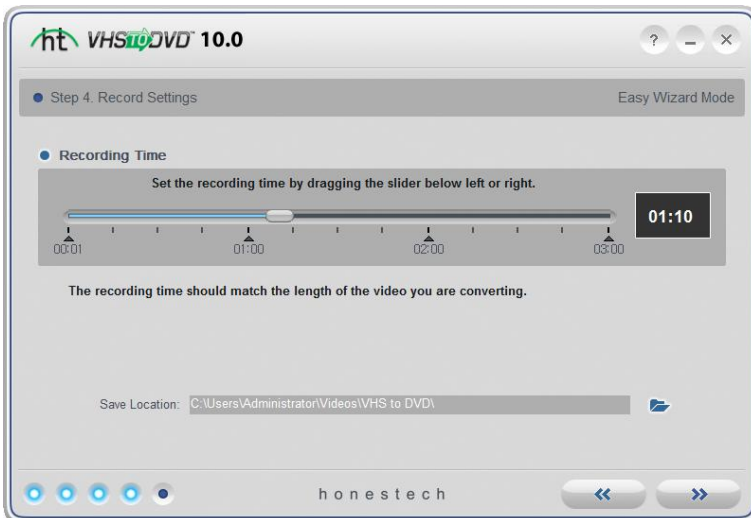 ht VHS TO DVD™ 10.0
?
Step 4. Record Settings
Easy Wizard Mode
Recording Time
Set the recording time by dragging the slider below left or right.
01:10
00:01 01:00 02:00 03:00
The recording time should match the length of the video you are converting.
Save Location: C:\Users\Administrator\Videos\VHS to DVD\
honestech